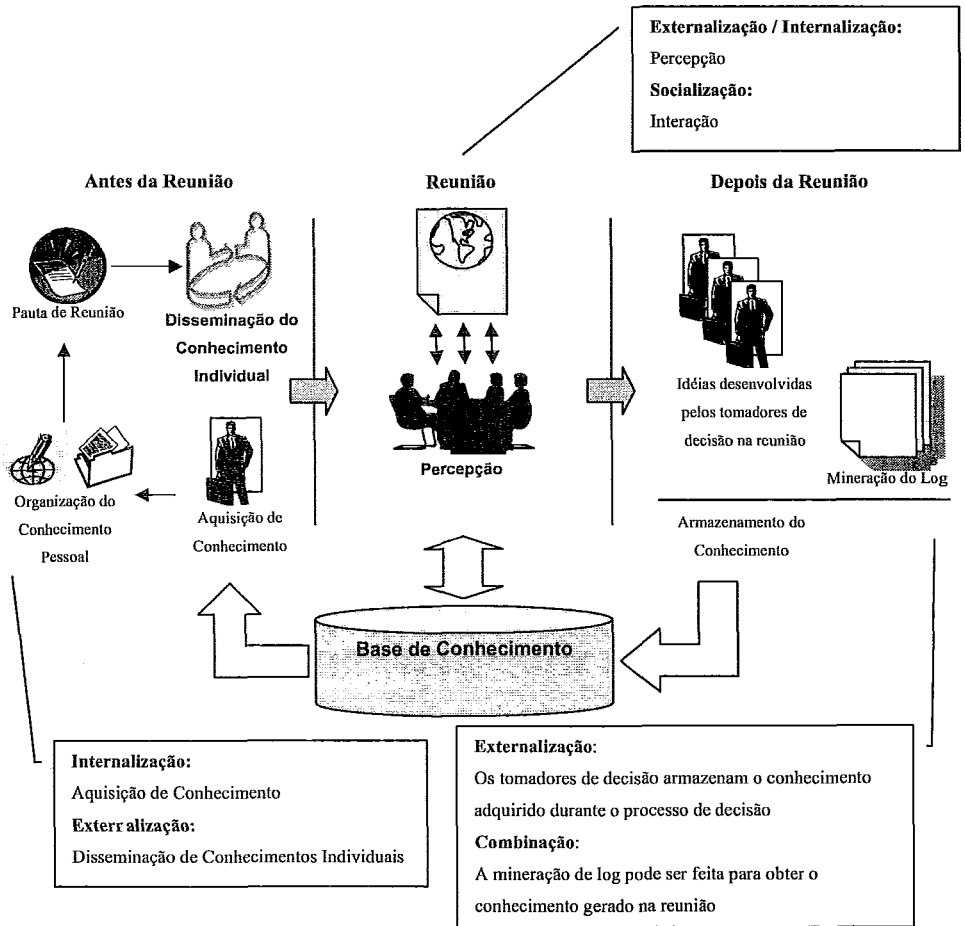 Externalização / Internalização:
Percepção
Socialização:
Interação
Antes da Reunião
Reunião
Depois da Reunião
Pauta de Reunião
Disseminação do
Conhecimento
Individual
Organização do
Conhecimento
Pessoal
Aquisição de
Conhecimento
Percepção
Idéias desenvolvidas
pelos tomadores de
decisão na reunião
Mineração do Log
Armazenamento do
Conhecimento
Base de Conhecimento
Internalização:
Aquisição de Conhecimento
Exterralização:
Disseminação de Conhecimentos Individuais
Externalização:
Os tomadores de decisão armazenam o conhecimento
adquirido durante o processo de decisão
Combinação:
A mineração de log pode ser feita para obter o
conhecimento gerado na reunião